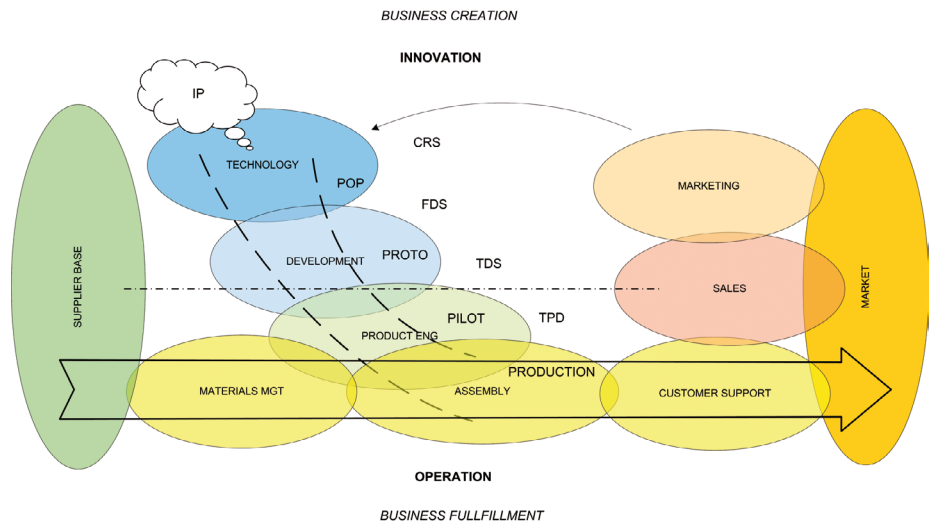 BUSINESS CREATION
INNOVATION
IP
CRS
TECHNOLOGY
POP
MARKETING
FDS
DEVELOPMENT
PROTO
TDS
SUPPLIER BASE
SALES
MARKET
PILOT
TPD
PRODUCT ENG
PRODUCTION
MATERIALS MGT
ASSEMBLY
CUSTOMER SUPPORT
OPERATION
BUSINESS FULLFILLMENT